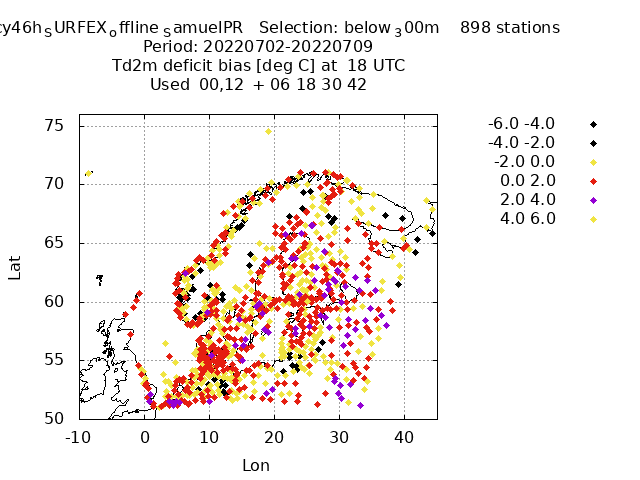 cy46h_SURFEX_offline_SamuelPR Selection: below_300m 898 stations
Period: 20220702-20220709
Td2m deficit bias [deg C] at 18 UTC
Used 00,12 + 06 18 30 42
75
70
65
60
55
50
-10 0 10 20 30 40
Lat
Lon
-6.0 -4.0
-4.0 -2.0
-2.0 0.0
0.0 2.0
2.0 4.0
4.0 6.0